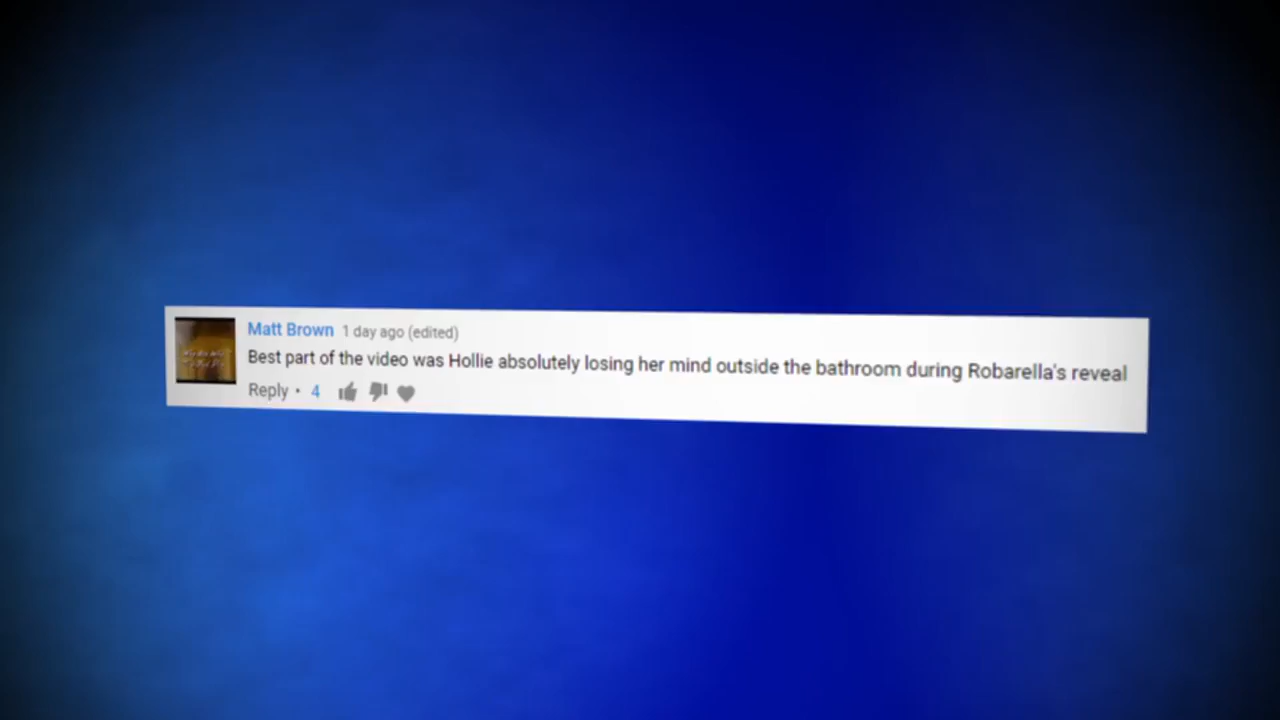 Matt Brown 1 day ago (edited)
Best part of the video was Hollie absolutely losing her mind outside the bathroom during Robarella's reveal
Reply • 4